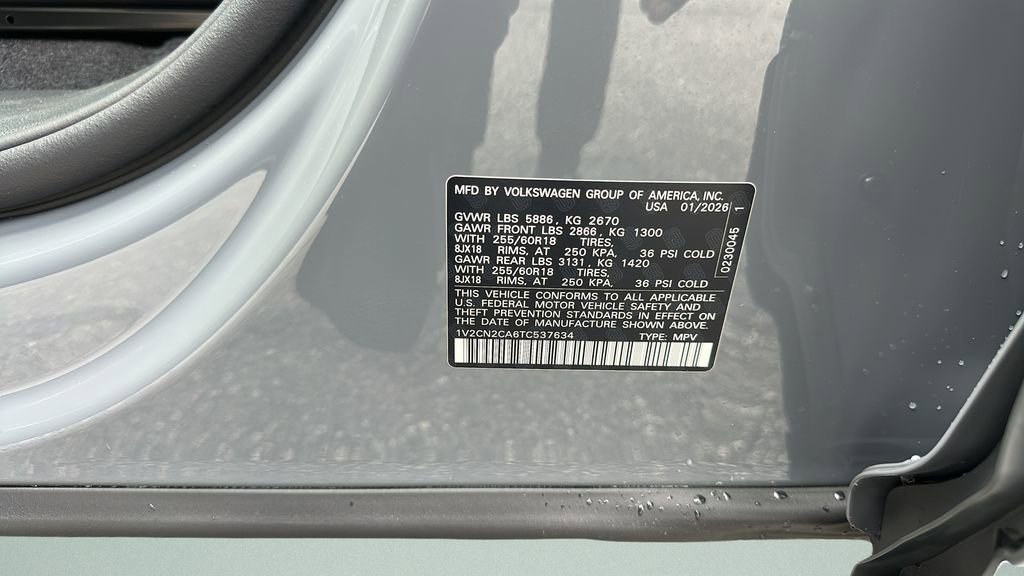 MFD BY VOLKSWAGEN GROUP OF AMERICA, INC.
USA 01/2026
GVWR LBS 5886, KG 2670
GAWR FRONT LBS 2866, KG 1300
WITH 255/60R18 TIRES,
8JX18 RIMS, AT 250 KPA, 36 PSI COLD
GAWR REAR LBS 3131, KG 1420
WITH 255/60R18 TIRES,
8JX18 RIMS, AT 250 KPA, 36 PSI COLD
THIS VEHICLE CONFORMS TO ALL APPLICABLE
U.S. FEDERAL MOTOR VEHICLE SAFETY AND
THEFT PREVENTION STANDARDS IN EFFECT ON
THE DATE OF MANUFACTURE SHOWN ABOVE.
1V2CN2CA6TC537634 TYPE: MPV
0230045 1